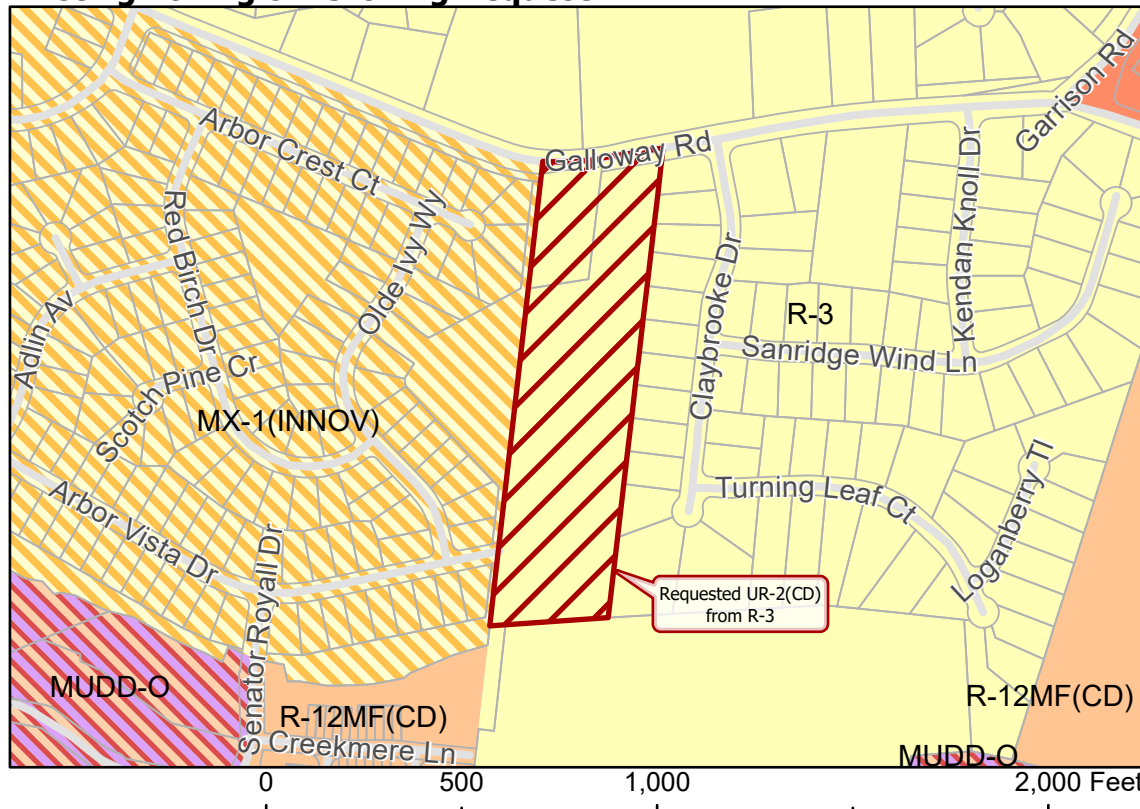 Galloway Rd
Garrison Rd
Arbor Crest Ct
Kendan Knoll Dr
Red Birch Dr
Olde Ivy Wy
Claybrooke Dr
Adlin Av
R-3
Sanridge Wind Ln
Scotch Pine Cr
MX-1(INNOV)
Turning Leaf Ct
Loganberry Tl
Arbor Vista Dr
Senator Royall Dr
Requested UR-2(CD)
from R-3
MUDD-O
R-12MF(CD)
R-12MF(CD)
Creekmere Ln
MUDD-O
0 500 1,000 2,000 Feet